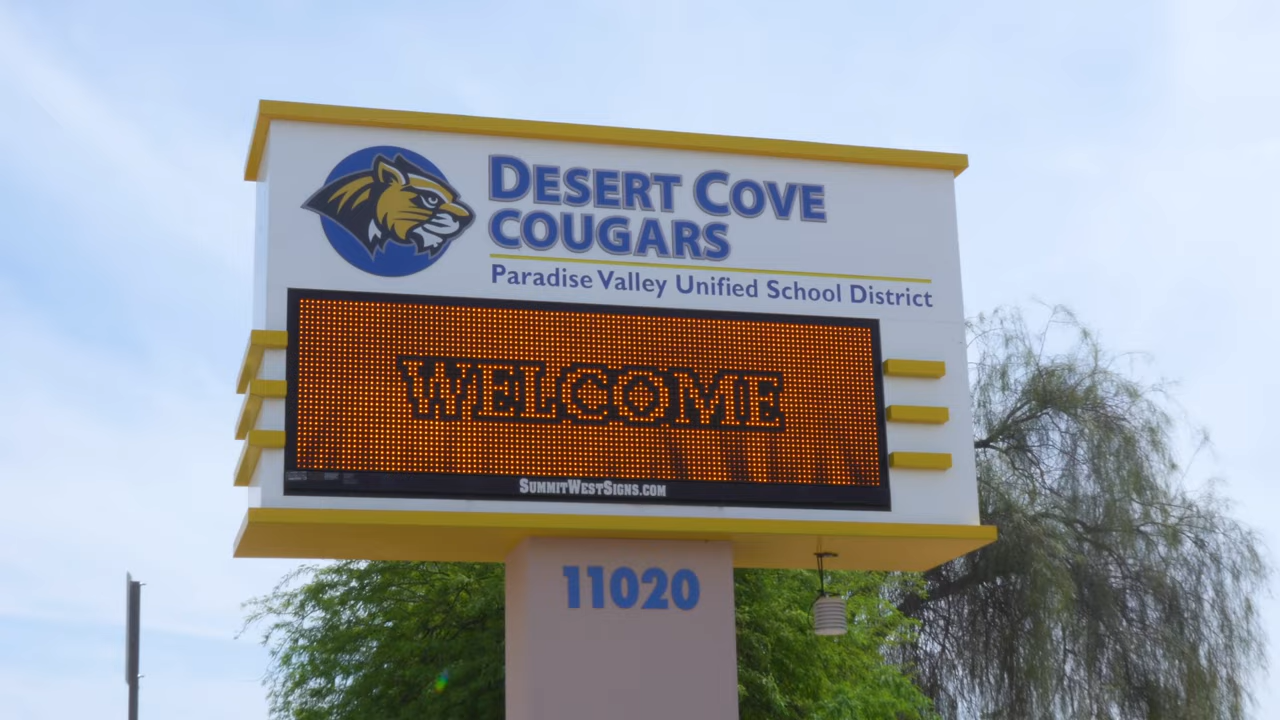 DESERT COVE
COUGARS
Paradise Valley Unified School District
WELCOME
SUMMITWESTSIGNS.COM
11020